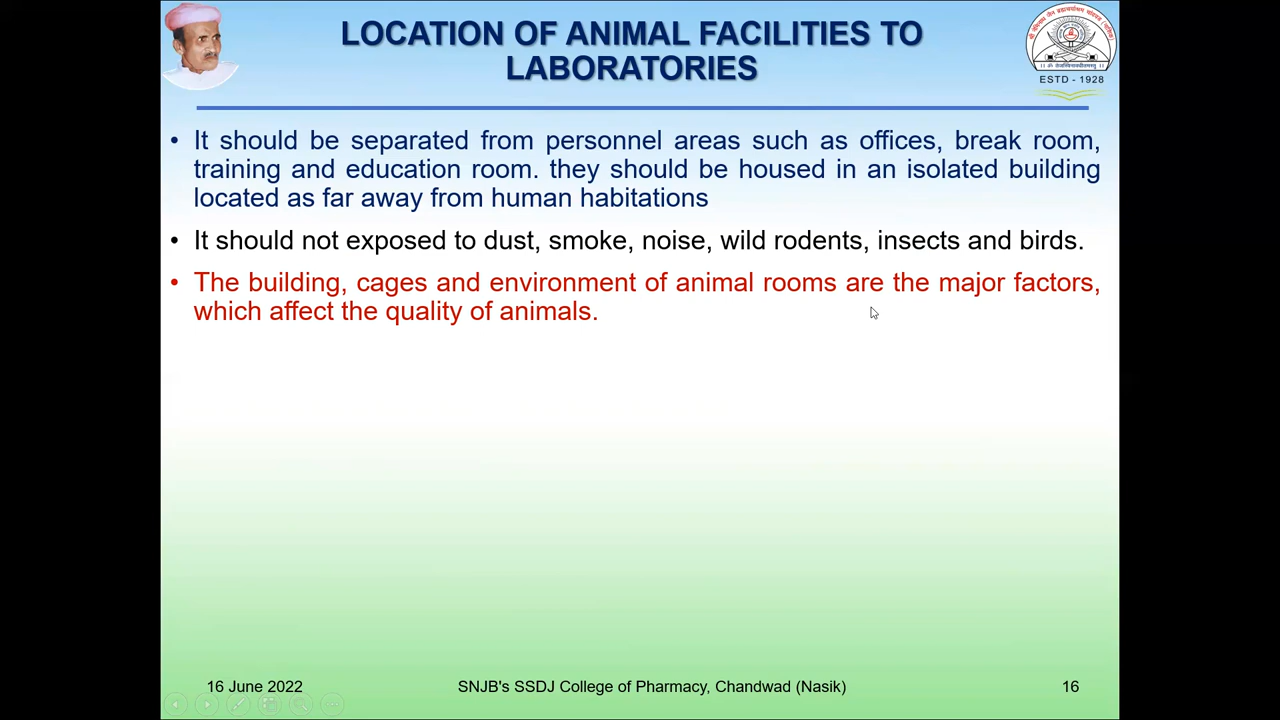 LOCATION OF ANIMAL FACILITIES TO
LABORATORIES
ESTD - 1928
• It should be separated from personnel areas such as offices, break room,
training and education room. they should be housed in an isolated building
located as far away from human habitations
• It should not exposed to dust, smoke, noise, wild rodents, insects and birds.
• The building, cages and environment of animal rooms are the major factors,
which affect the quality of animals.
16 June 2022
SNJB's SSDJ College of Pharmacy, Chandwad (Nasik)
16